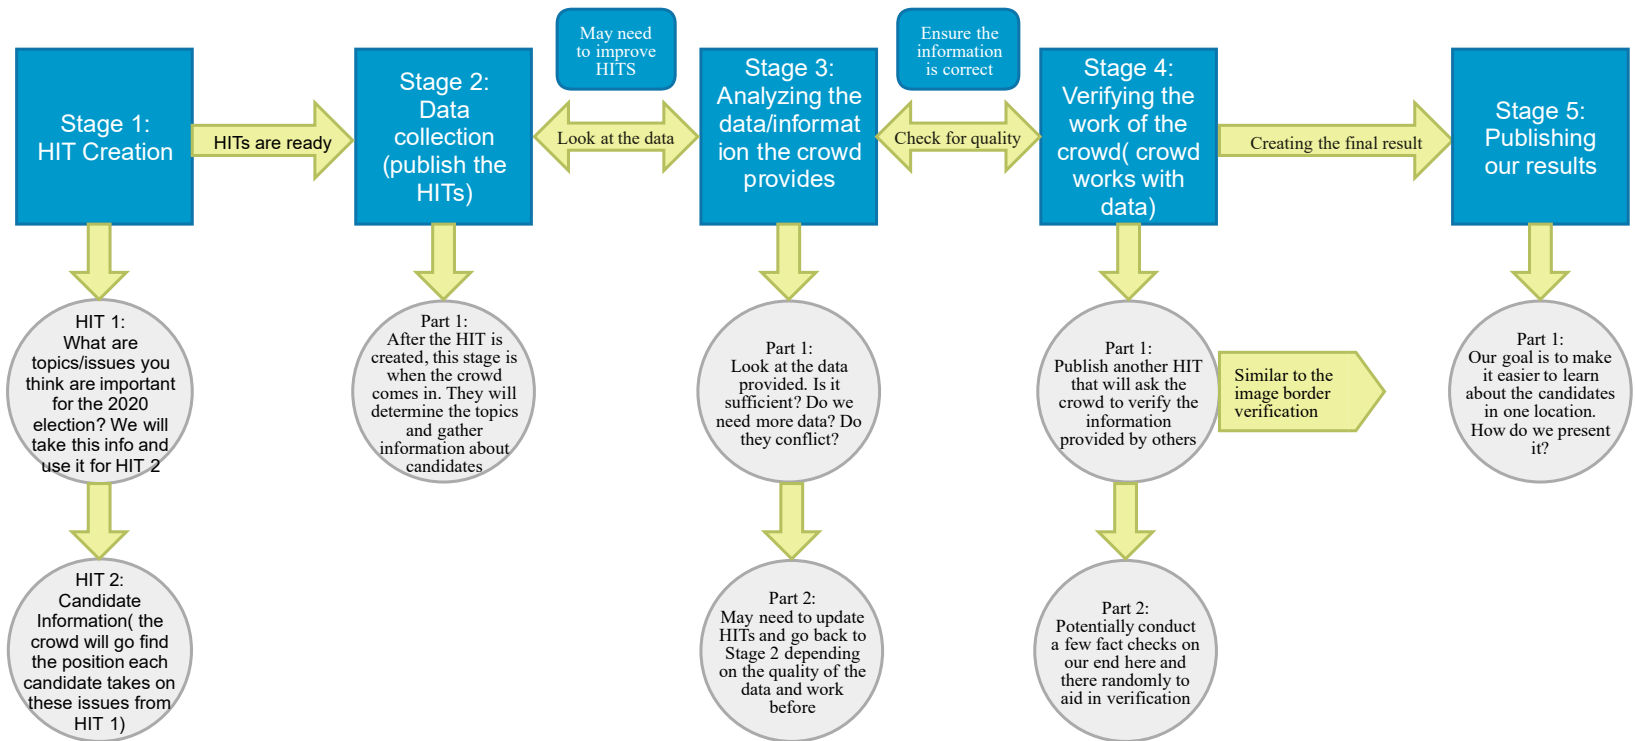 May need
to improve
HITS
Ensure the
information
is correct
Stage 1:
HIT Creation
HITs are ready
Stage 2:
Data
collection
(publish the
HITs)
Look at the data
Stage 3:
Analyzing the
data/informat
ion the crowd
provides
Check for quality
Stage 4:
Verifying the
work of the
crowd( crowd
works with
data)
Creating the final result
Stage 5:
Publishing
our results
HIT 1:
What are
topics/issues you
think are important
for the 2020
election? We will
take this info and
use it for HIT 2
Part 1:
After the HIT is
created, this stage is
when the crowd
comes in. They will
determine the topics
and gather
information about
candidates
Part 1:
Look at the data
provided. Is it
sufficient? Do we
need more data? Do
they conflict?
Part 1:
Publish another HIT
that will ask the
crowd to verify the
information
provided by others
Similar to the
image border
verification
Part 1:
Our goal is to make
it easier to learn
about the candidates
in one location.
How do we present
it?
HIT 2:
Candidate
Information( the
crowd will go find
the position each
candidate takes on
these issues from
HIT 1)
Part 2:
May need to update
HITs and go back to
Stage 2 depending
on the quality of the
data and work
before
Part 2:
Potentially conduct
a few fact checks on
our end here and
there randomly to
aid in verification